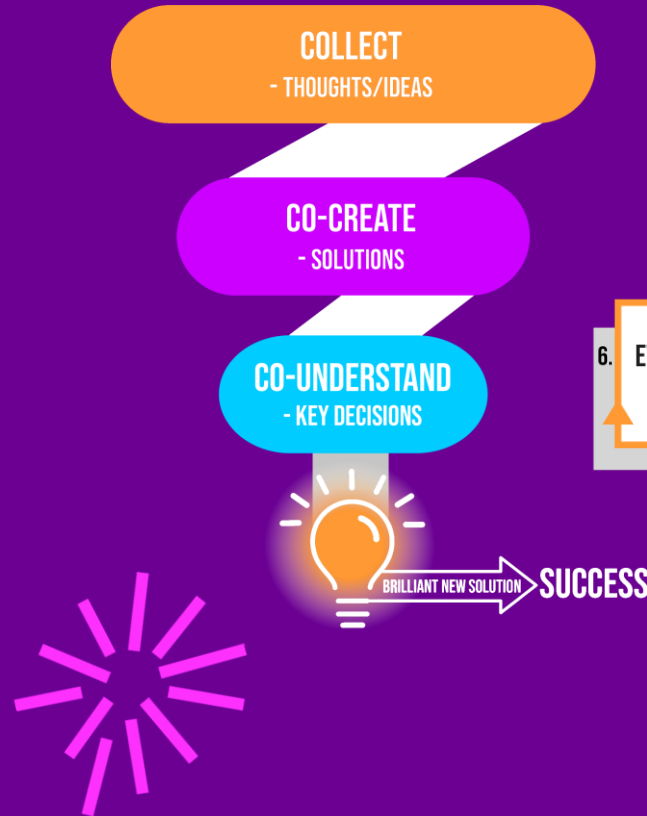 COLLECT
- THOUGHTS/IDEAS
CO-CREATE
- SOLUTIONS
6.
CO-UNDERSTAND
- KEY DECISIONS
BRILLIANT NEW SOLUTION
SUCCESS